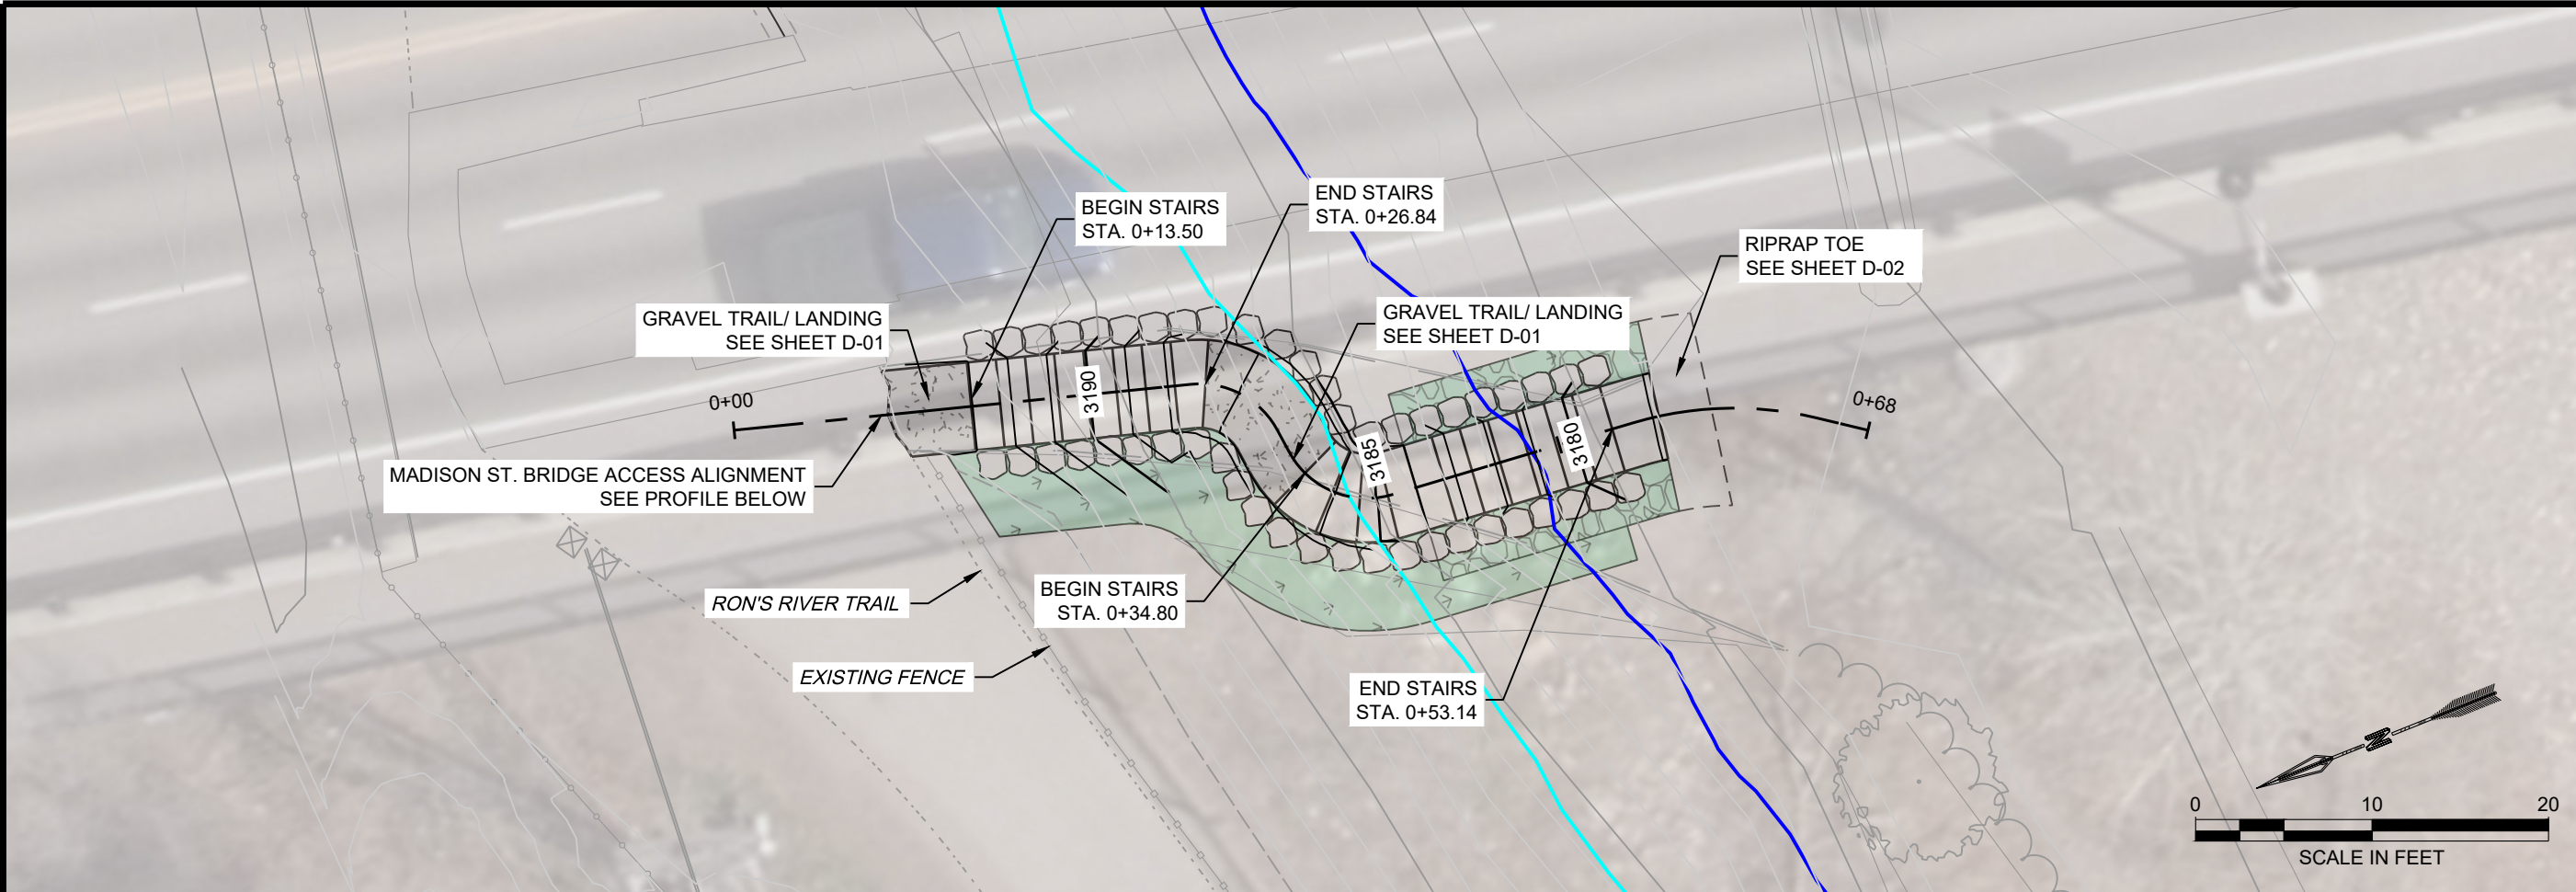 BEGIN STAIRS
STA. 0+13.50
END STAIRS
STA. 0+26.84
RIPRAP TOE
SEE SHEET D-02
GRAVEL TRAIL/ LANDING
SEE SHEET D-01
GRAVEL TRAIL/ LANDING
SEE SHEET D-01
0+00
3190
0+68
3185
3180
MADISON ST. BRIDGE ACCESS ALIGNMENT
SEE PROFILE BELOW
BEGIN STAIRS
STA. 0+34.80
RON'S RIVER TRAIL
EXISTING FENCE
END STAIRS
STA. 0+53.14
N
0 10 20
SCALE IN FEET